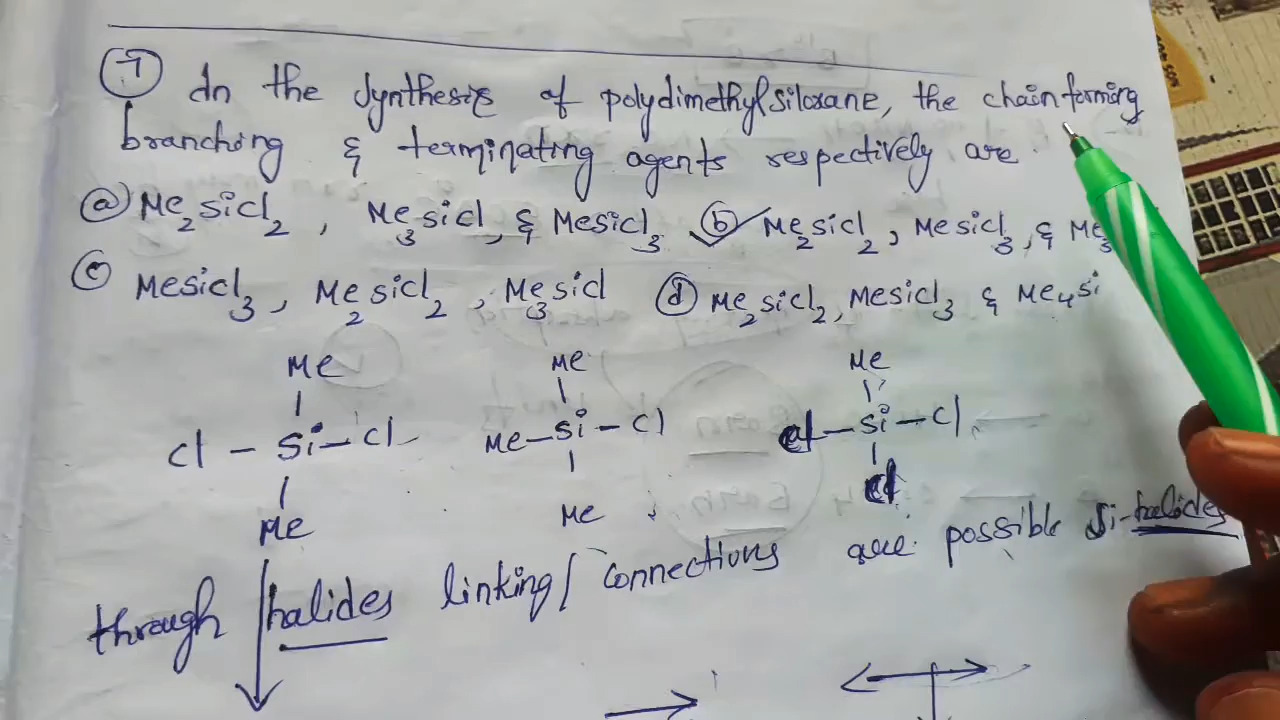 7 In the synthesis of polydimethylsiloxane, the chain forming
branching & terminating agents respectively are
a Me2sicl2, Me3sicl, & Mesicl3 b Me2sicl2, Mesicl3, & Me3
c Mesicl3, Me2sicl2, Me3sicl d Me2sicl2, Mesicl3 & Me4si
Me Me Me
Cl - Si - Cl Me - Si - Cl Cl - Si - Cl
Me Me Cl
through halides linking/connections are possible Si-halides